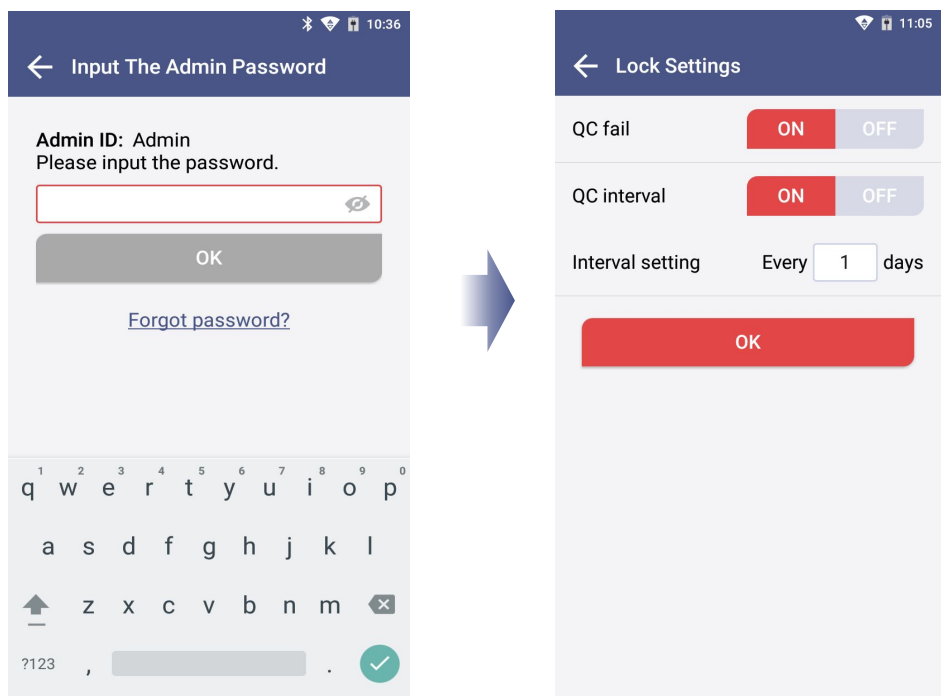 10:36
Input The Admin Password
Admin ID: Admin
Please input the password.
OK
Forgot password?
1 2 3 4 5 6 7 8 9 0
q w e r t y u i o p
a s d f g h j k l
z x c v b n m
?123 , .
11:05
Lock Settings
QC fail ON OFF
QC interval ON OFF
Interval setting Every 1 days
OK